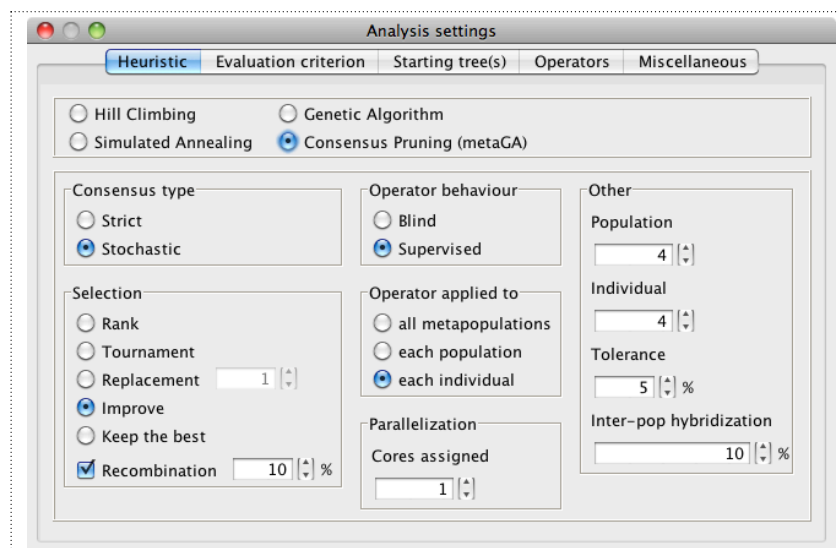 Analysis settings
Heuristic Evaluation criterion Starting tree(s) Operators Miscellaneous
Hill Climbing Genetic Algorithm
Simulated Annealing Consensus Pruning (metaGA)
Consensus type
Strict
Stochastic
Operator behaviour
Blind
Supervised
Other
Population
4
Individual
4
Tolerance
5 %
Inter-pop hybridization
10 %
Selection
Rank
Tournament
Replacement 1
Improve
Keep the best
Recombination 10 %
Operator applied to
all metapopulations
each population
each individual
Parallelization
Cores assigned
1